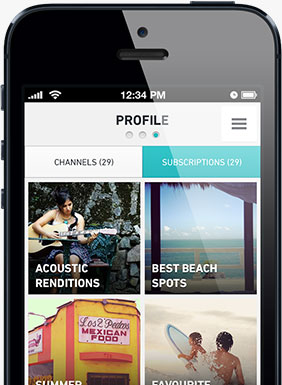 12:34 PM
PROFILE
CHANNELS (29)
SUBSCRIPTIONS (29)
ACOUSTIC
RENDITIONS
BEST BEACH
SPOTS
Los 2 Pedros
MEXICAN
FOOD
SUMMER
FAVOURITE